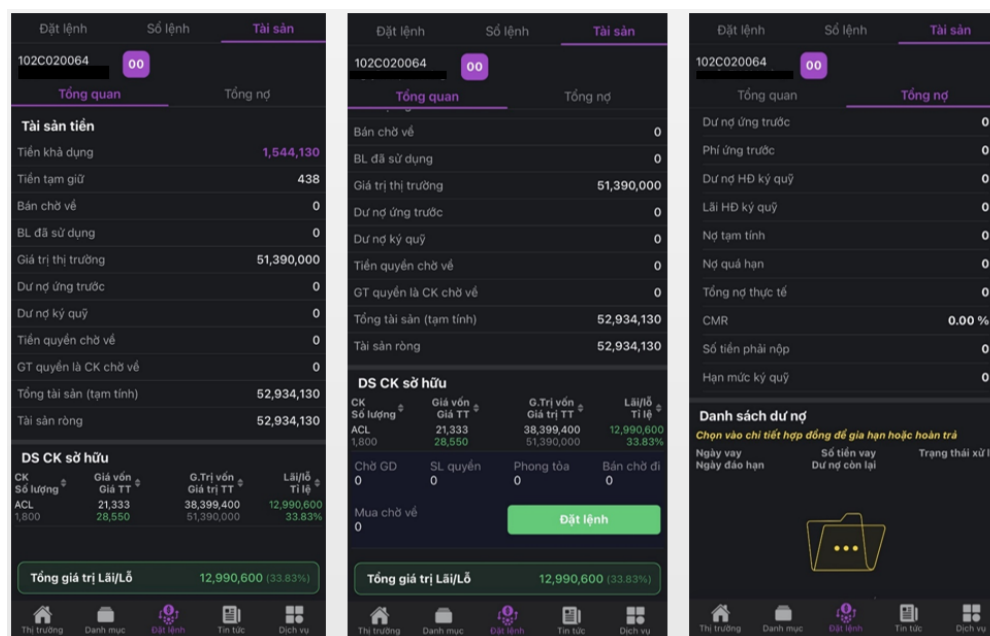 Đặt lệnh Sổ lệnh Tài sản
102C020064 00
Tổng quan Tổng nợ
Tài sản tiền
Tiền khả dụng 1,544,130
Tiền tạm giữ 438
Bán chờ về 0
BL đã sử dụng 0
Giá trị thị trường 51,390,000
Dư nợ ứng trước 0
Dư nợ ký quỹ 0
Tiền quyền chờ về 0
GT quyền là CK chờ về 0
Tổng tài sản (tạm tính) 52,934,130
Tài sản ròng 52,934,130
DS CK sở hữu
CK Giá vốn G.Trị vốn Lãi/lỗ
Số lượng Giá TT Giá trị TT Tỉ lệ
ACL 21,333 38,399,400 12,990,600
1,800 28,550 51,390,000 33.83%
Tổng giá trị Lãi/Lỗ 12,990,600 (33.83%)
Thị trường Danh mục Đặt lệnh Tin tức Dịch vụ
Đặt lệnh Sổ lệnh Tài sản
102C020064 00
Tổng quan Tổng nợ
Bán chờ về 0
BL đã sử dụng 0
Giá trị thị trường 51,390,000
Dư nợ ứng trước 0
Dư nợ ký quỹ 0
Tiền quyền chờ về 0
GT quyền là CK chờ về 0
Tổng tài sản (tạm tính) 52,934,130
Tài sản ròng 52,934,130
DS CK sở hữu
CK Giá vốn G.Trị vốn Lãi/lỗ
Số lượng Giá TT Giá trị TT Tỉ lệ
ACL 21,333 38,399,400 12,990,600
1,800 28,550 51,390,000 33.83%
Chờ GD SL quyền Phong tỏa Bán chờ đi
0 0 0 0
Mua chờ về Đặt lệnh
0
Tổng giá trị Lãi/Lỗ 12,990,600 (33.83%)
Thị trường Danh mục Đặt lệnh Tin tức Dịch vụ
Đặt lệnh Sổ lệnh Tài sản
102C020064 00
Tổng quan Tổng nợ
Dư nợ ứng trước 0
Phí ứng trước 0
Dư nợ HĐ ký quỹ 0
Lãi HĐ ký quỹ 0
Nợ tạm tính 0
Nợ quá hạn 0
Tổng nợ thực tế 0
CMR 0.00 %
Số tiền phải nộp 0
Hạn mức ký quỹ 0
Danh sách dư nợ
Chọn vào chi tiết hợp đồng để gia hạn hoặc hoàn trả
Ngày vay Số tiền vay Trạng thái xử l
Ngày đáo hạn Dư nợ còn lại
Thị trường Danh mục Đặt lệnh Tin tức Dịch vụ